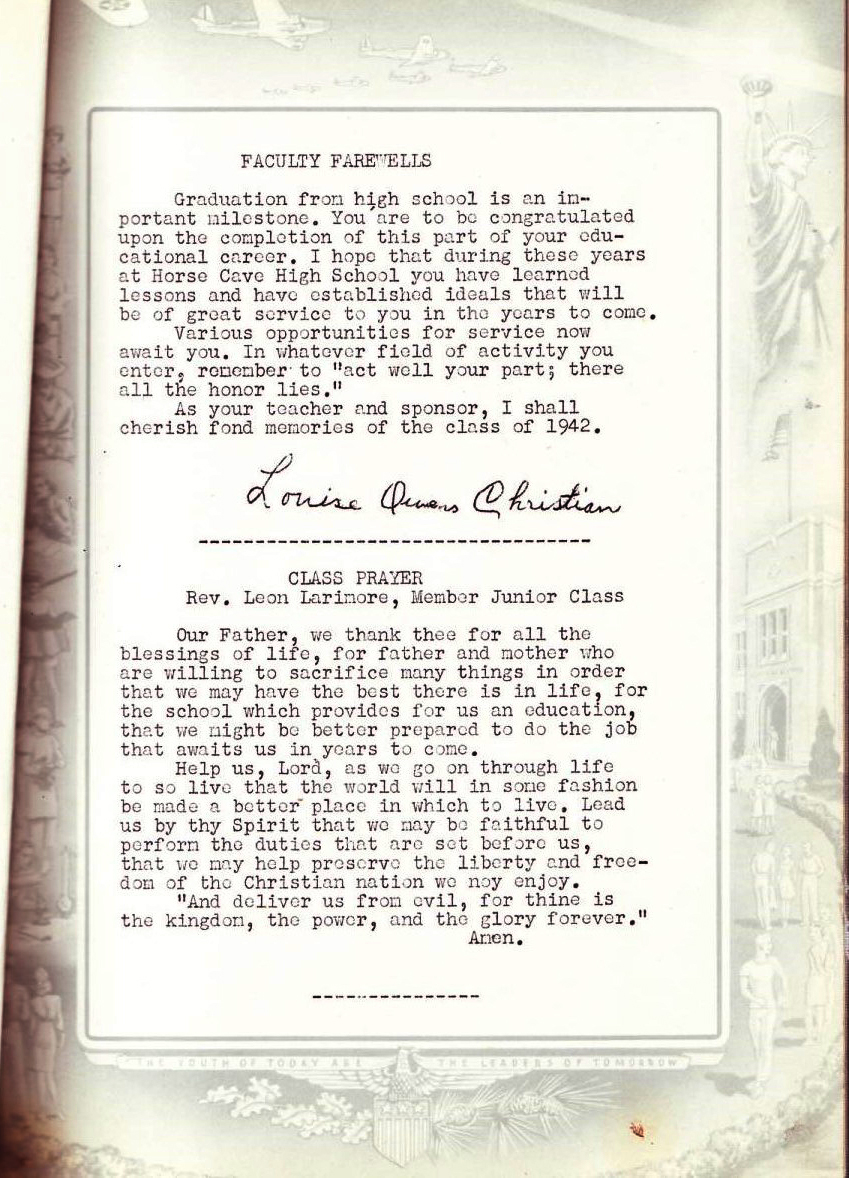 FACULTY FAREWELLS
Graduation from high school is an im-
portant milestone. You are to be congratulated
upon the completion of this part of your edu-
cational career. I hope that during these years
at Horse Cave High School you have learned
lessons and have established ideals that will
be of great service to you in the years to come.
Various opportunities for service now
await you. In whatever field of activity you
enter, remember to "act well your part; there
all the honor lies."
As your teacher and sponsor, I shall
cherish fond memories of the class of 1942.
Louise Owens Christian
CLASS PRAYER
Rev. Leon Larimore, Member Junior Class
Our Father, we thank thee for all the
blessings of life, for father and mother who
are willing to sacrifice many things in order
that we may have the best there is in life, for
the school which provides for us an education,
that we might be better prepared to do the job
that awaits us in years to come.
Help us, Lord, as we go on through life
to so live that the world will in some fashion
be made a better place in which to live. Lead
us by thy Spirit that we may be faithful to
perform the duties that are set before us,
that we may help preserve the liberty and free-
dom of the Christian nation we noy enjoy.
"And deliver us from evil, for thine is
the kingdom, the power, and the glory forever."
Amen.
THE YOUTH OF TODAY ARE THE LEADERS OF TOMORROW